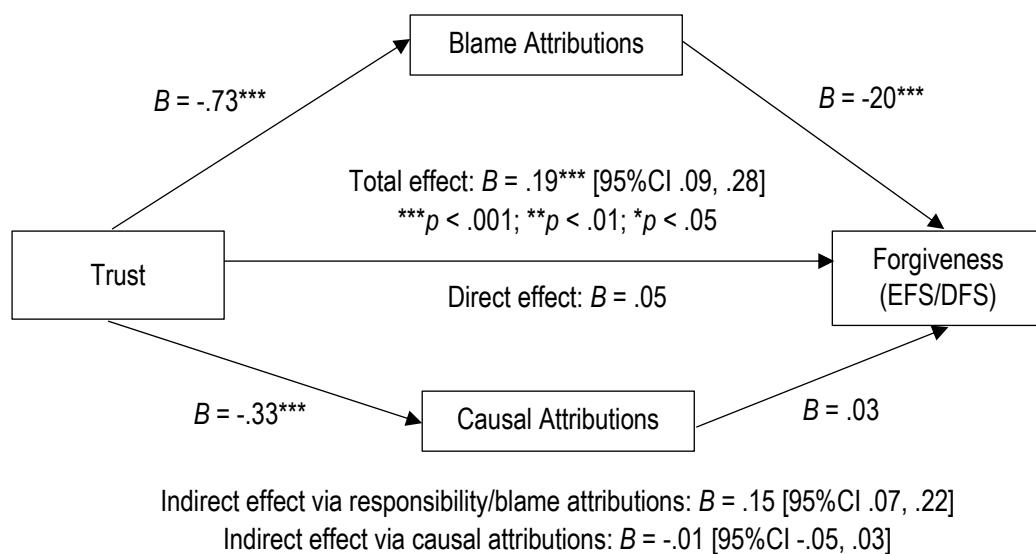 Blame Attributions
B = -.73***
B = -20***
Total effect: B = .19*** [95%CI .09, .28]
***p < .001; **p < .01; *p < .05
Trust
Forgiveness
(EFS/DFS)
Direct effect: B = .05
B = -.33***
Causal Attributions
B = .03
Indirect effect via responsibility/blame attributions: B = .15 [95%CI .07, .22]
Indirect effect via causal attributions: B = -.01 [95%CI -.05, .03]